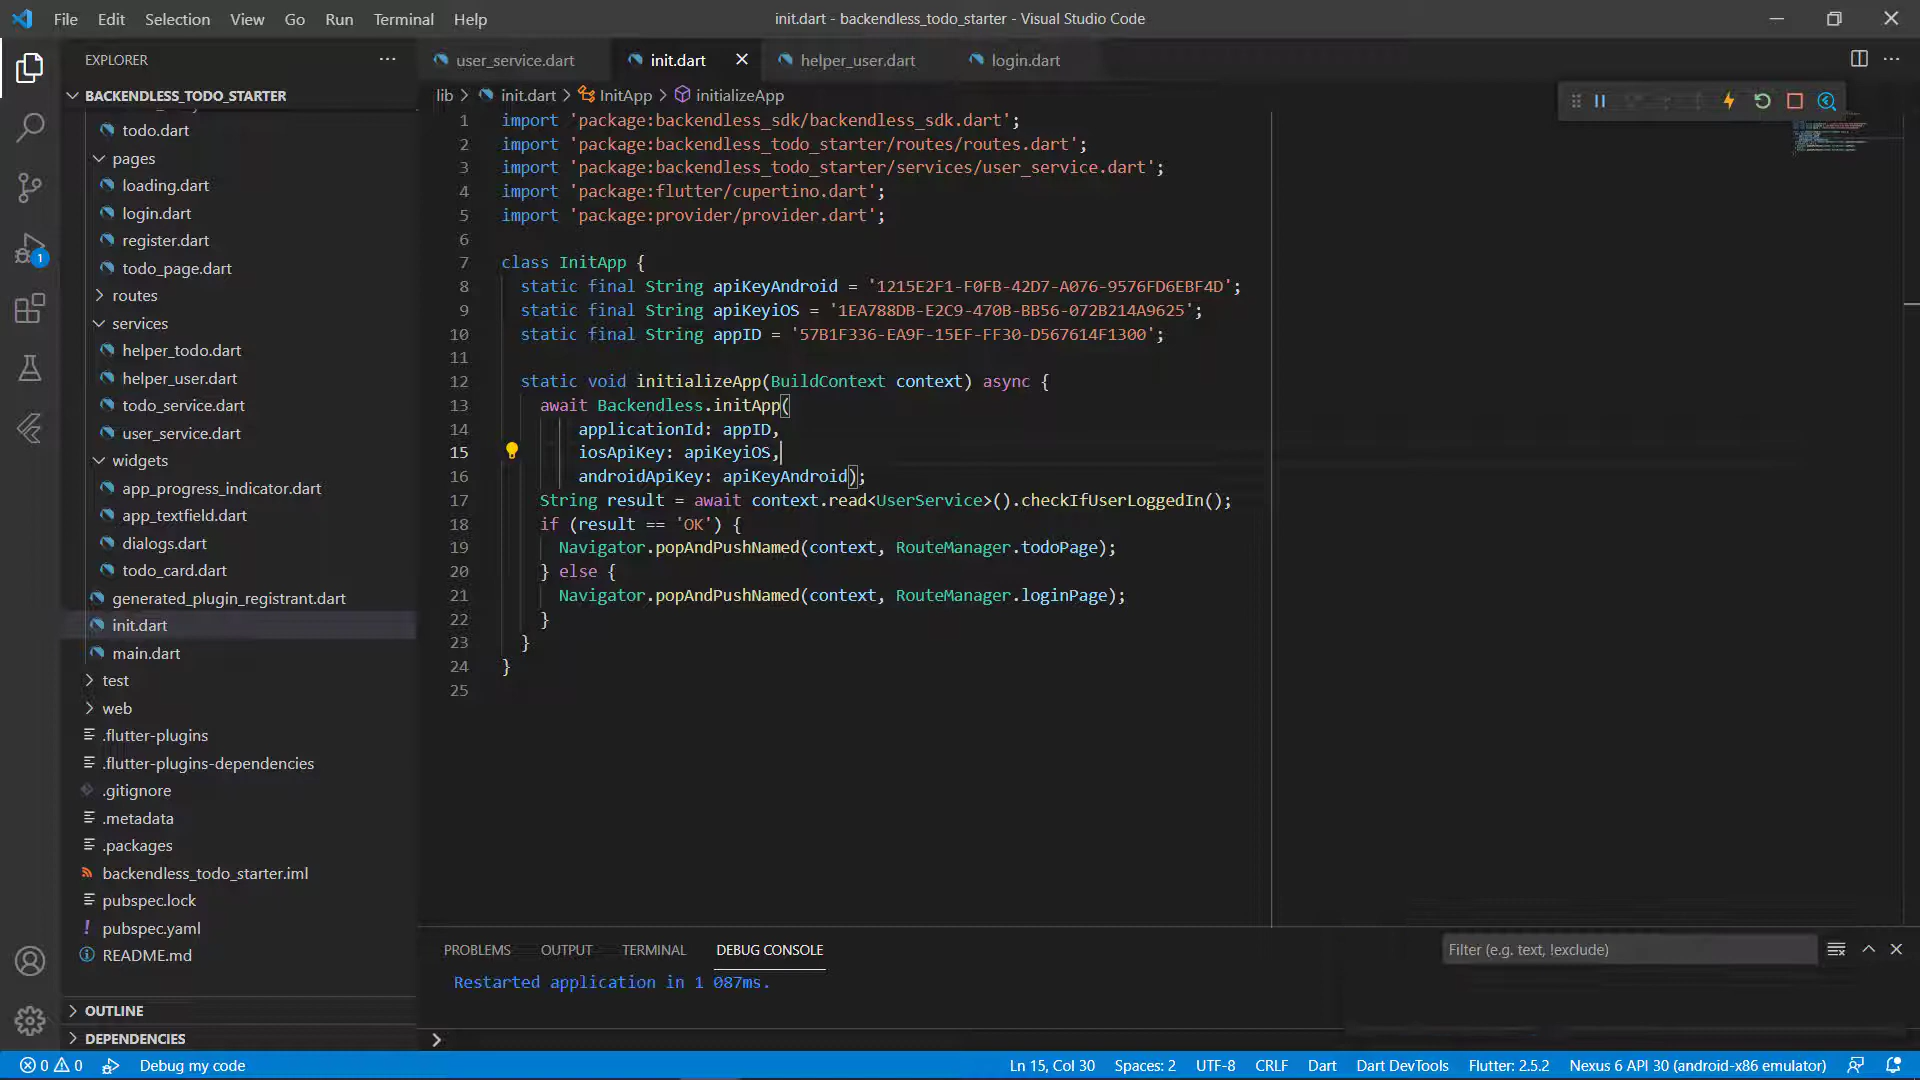 File Edit Selection View Go Run Terminal Help
init.dart - backendless_todo_starter - Visual Studio Code
EXPLORER
BACKENDLESS_TODO_STARTER
todo.dart
pages
loading.dart
login.dart
register.dart
todo_page.dart
routes
services
helper_todo.dart
helper_user.dart
todo_service.dart
user_service.dart
widgets
app_progress_indicator.dart
app_textfield.dart
dialogs.dart
todo_card.dart
generated_plugin_registrant.dart
init.dart
main.dart
test
web
.flutter-plugins
.flutter-plugins-dependencies
.gitignore
.metadata
.packages
backendless_todo_starter.iml
pubspec.lock
pubspec.yaml
README.md
OUTLINE
DEPENDENCIES
1
user_service.dart init.dart helper_user.dart login.dart
lib > init.dart > InitApp > initializeApp
1 import 'package:backendless_sdk/backendless_sdk.dart';
2 import 'package:backendless_todo_starter/routes/routes.dart';
3 import 'package:backendless_todo_starter/services/user_service.dart';
4 import 'package:flutter/cupertino.dart';
5 import 'package:provider/provider.dart';
6
7 class InitApp {
8 static final String apiKeyAndroid = '1215E2F1-F0FB-42D7-A076-9576FD6EBF4D';
9 static final String apiKeyiOS = '1EA788DB-E2C9-470B-BB56-072B214A9625';
10 static final String appID = '57B1F336-EA9F-15EF-FF30-D567614F1300';
11
12 static void initializeApp(BuildContext context) async {
13 await Backendless.initApp(
14 applicationId: appID,
15 iosApiKey: apiKeyiOS,
16 androidApiKey: apiKeyAndroid);
17 String result = await context.read<UserService>().checkIfUserLoggedIn();
18 if (result == 'OK') {
19 Navigator.popAndPushNamed(context, RouteManager.todoPage);
20 } else {
21 Navigator.popAndPushNamed(context, RouteManager.loginPage);
22 }
23 }
24 }
25
PROBLEMS OUTPUT TERMINAL DEBUG CONSOLE
Filter (e.g. text, !exclude)
Restarted application in 1 087ms.
0 0 Debug my code
Ln 15, Col 30 Spaces: 2 UTF-8 CRLF Dart Dart DevTools Flutter: 2.5.2 Nexus 6 API 30 (android-x86 emulator)